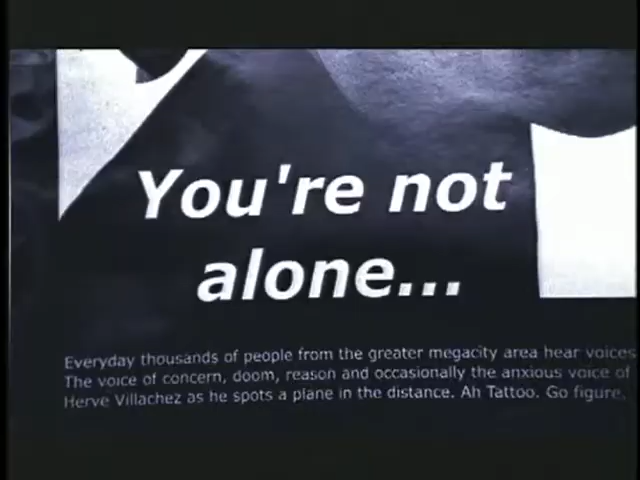 You're not
alone...
Everyday thousands of people from the greater megacity area hear voices
The voice of concern, doom, reason and occasionally the anxious voice of
Herve Villachez as he spots a plane in the distance. Ah Tattoo. Go figure.